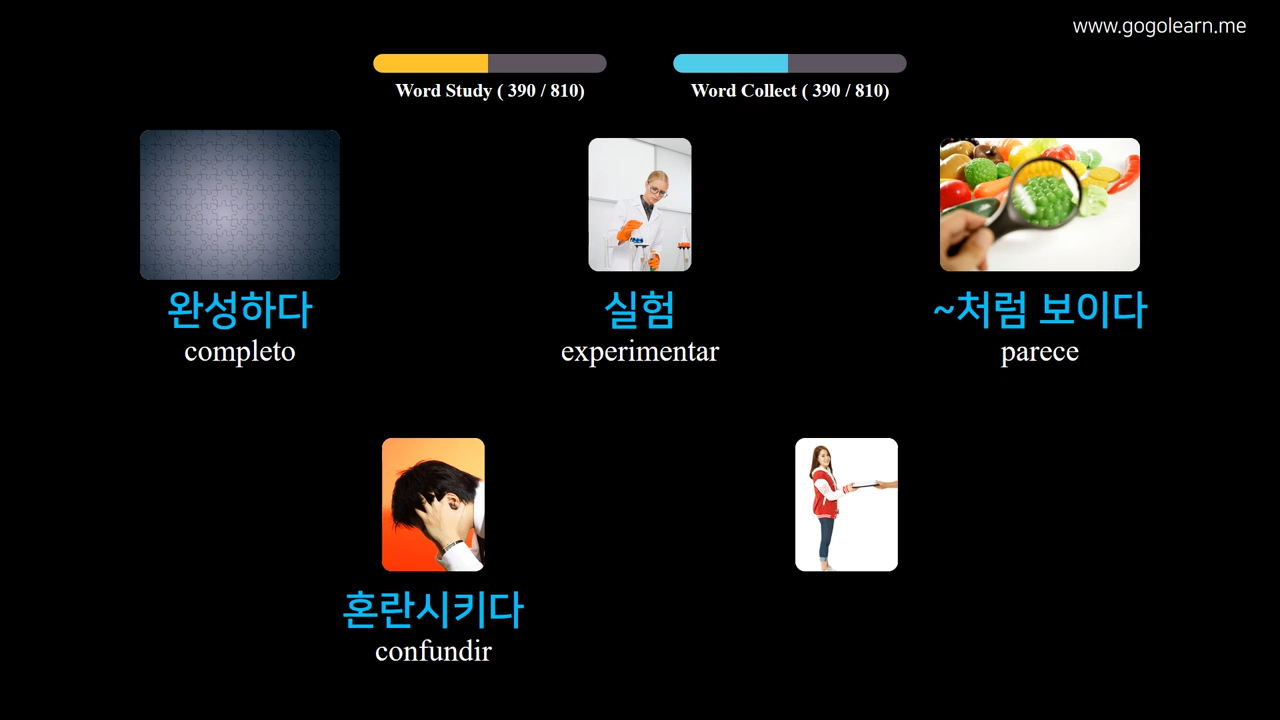 www.gogolearn.me
Word Study ( 390 / 810)
Word Collect ( 390 / 810)
완성하다
completo
실험
experimentar
~처럼 보이다
parece
혼란시키다
confundir